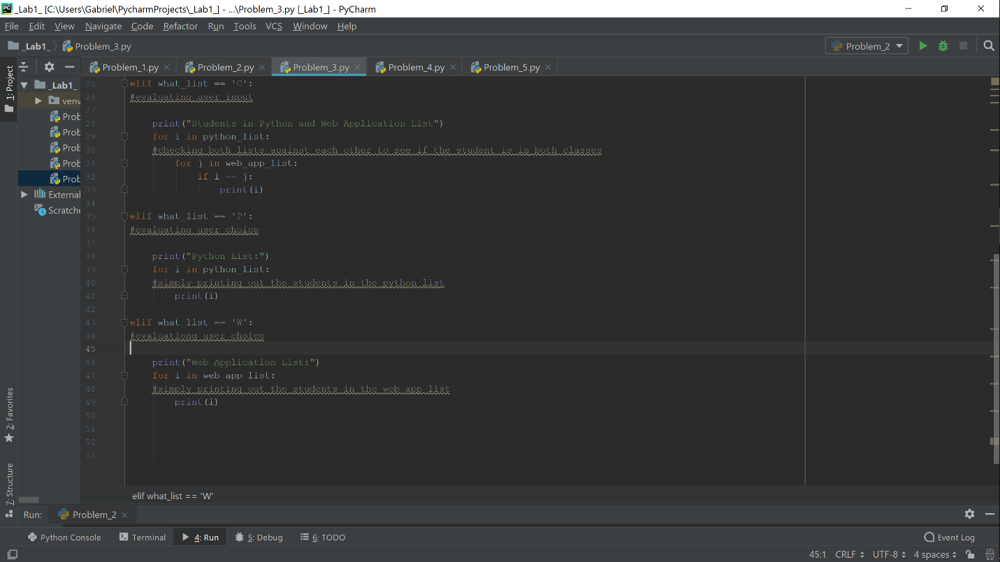 PC _Lab1_ [C:\Users\Gabriel\PycharmProjects\_Lab1_] - ...\Problem_3.py [_Lab1_] - PyCharm
File Edit View Navigate Code Refactor Run Tools VCS Window Help
_Lab1_ Problem_3.py Problem_2
Problem_1.py Problem_2.py Problem_3.py Problem_4.py Problem_5.py
1: Project
_Lab1_
venv
Prob
Prob
Prob
Prob
Prob
External
Scratche
2: Favorites
7: Structure
25 elif what_list == 'C':
26 #evaluating user input
27
28 print("Students in Python and Web Application List")
29 for i in python_list:
30 #checking both lists against each other to see if the student is in both classes
31 for j in web_app_list:
32 if i == j:
33 print(i)
34
35 elif what_list == 'P':
36 #evaluating user choice
37
38 print("Python List:")
39 for i in python_list:
40 #simply printing out the students in the python list
41 print(i)
42
43 elif what_list == 'W':
44 #evaluationg user choice
45
46 print("Web Application List:")
47 for i in web_app_list:
48 #simply printing out the students in the web app list
49 print(i)
50
51
52
53
elif what_list == 'W'
Run: Problem_2
Python Console Terminal 4: Run 5: Debug 6: TODO Event Log
45:1 CRLF UTF-8 4 spaces